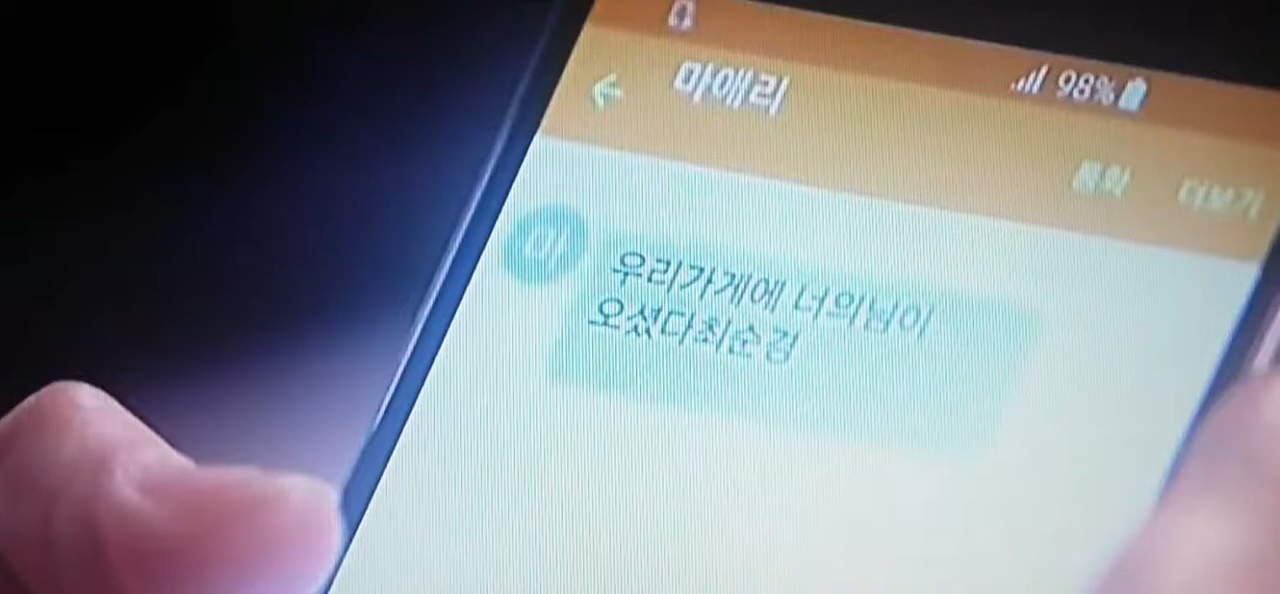 마애리
98%
통화 더보기
마
우리가게에 너의님이
오셨다최순경